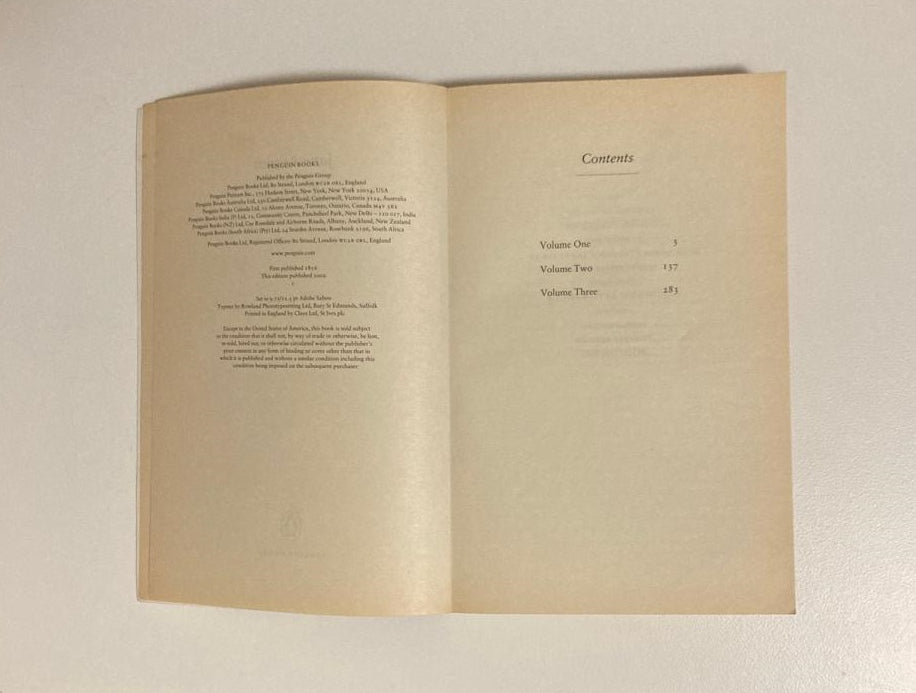 PENGUIN BOOKS
Published by the Penguin Group
Penguin Books Ltd, 80 Strand, London WC2R 0RL, England
Penguin Putnam Inc., 375 Hudson Street, New York, New York 10014, USA
Penguin Books Australia Ltd, 250 Camberwell Road, Camberwell, Victoria 3124, Australia
Penguin Books Canada Ltd, 10 Alcorn Avenue, Toronto, Ontario, Canada M4V 3B2
Penguin Books India (P) Ltd, 11, Community Centre, Panchsheel Park, New Delhi – 110 017, India
Penguin Books (NZ) Ltd, Cnr Rosedale and Airborne Roads, Albany, Auckland, New Zealand
Penguin Books (South Africa) (Pty) Ltd, 24 Sturdee Avenue, Rosebank 2196, South Africa
Penguin Books Ltd, Registered Offices: 80 Strand, London WC2R 0RL, England
www.penguin.com
First published
This edition published
1
Set in Adobe Sabon
Typeset by Rowland Phototypesetting Ltd, Bury St Edmunds, Suffolk
Printed in England by Clays Ltd, St Ives plc
Except in the United States of America, this book is sold subject
to the condition that it shall not, by way of trade or otherwise, be lent,
re-sold, hired out, or otherwise circulated without the publisher's
prior consent in any form of binding or cover other than that in
which it is published and without a similar condition including this
condition being imposed on the subsequent purchaser
Contents
Volume One 3
Volume Two 137
Volume Three 283